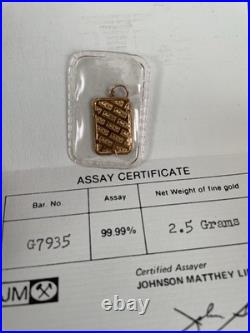 ASSAY CERTIFICATE
Bar. No. Assay Net Weight of fine gold
G7935 99.99% 2.5 Grams
Certified Assayer
JM JOHNSON MATTHEY LI